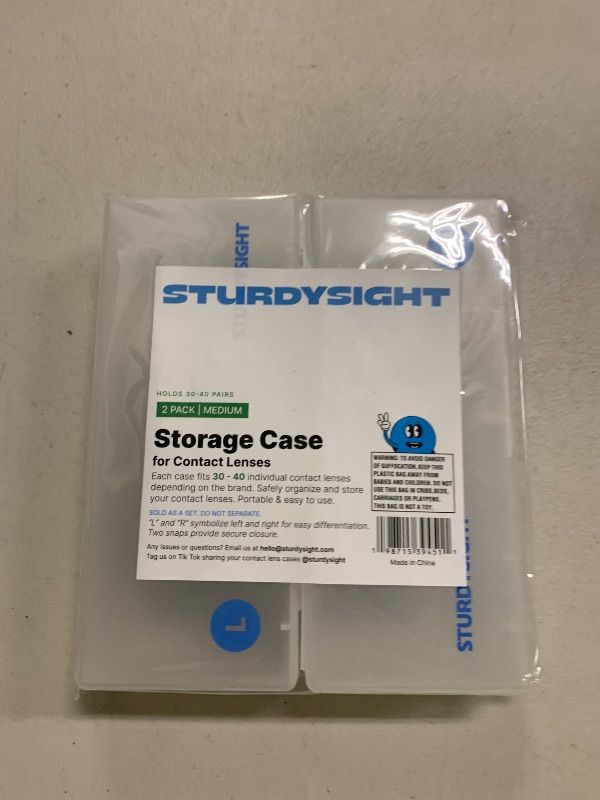 STURDYSIGHT
STURDYSIGHT
HOLDS 30-40 PAIRS
2 PACK | MEDIUM
Storage Case
for Contact Lenses
Each case fits 30 - 40 individual contact lenses
depending on the brand. Safely organize and store
your contact lenses. Portable & easy to use.
SOLD AS A SET. DO NOT SEPARATE.
"L" and "R" symbolize left and right for easy differentiation.
Two snaps provide secure closure.
Any issues or questions? Email us at hello@sturdysight.com
Tag us on Tik Tok sharing your contact lens cases @sturdysight
WARNING: TO AVOID DANGER
OF SUFFOCATION, KEEP THIS
PLASTIC BAG AWAY FROM
BABIES AND CHILDREN. DO NOT
USE THIS BAG IN CRIBS, BEDS,
CARRIAGES OR PLAYPENS.
THIS BAG IS NOT A TOY.
1 98715 39451 1
Made in China
L
STURDYSIGHT